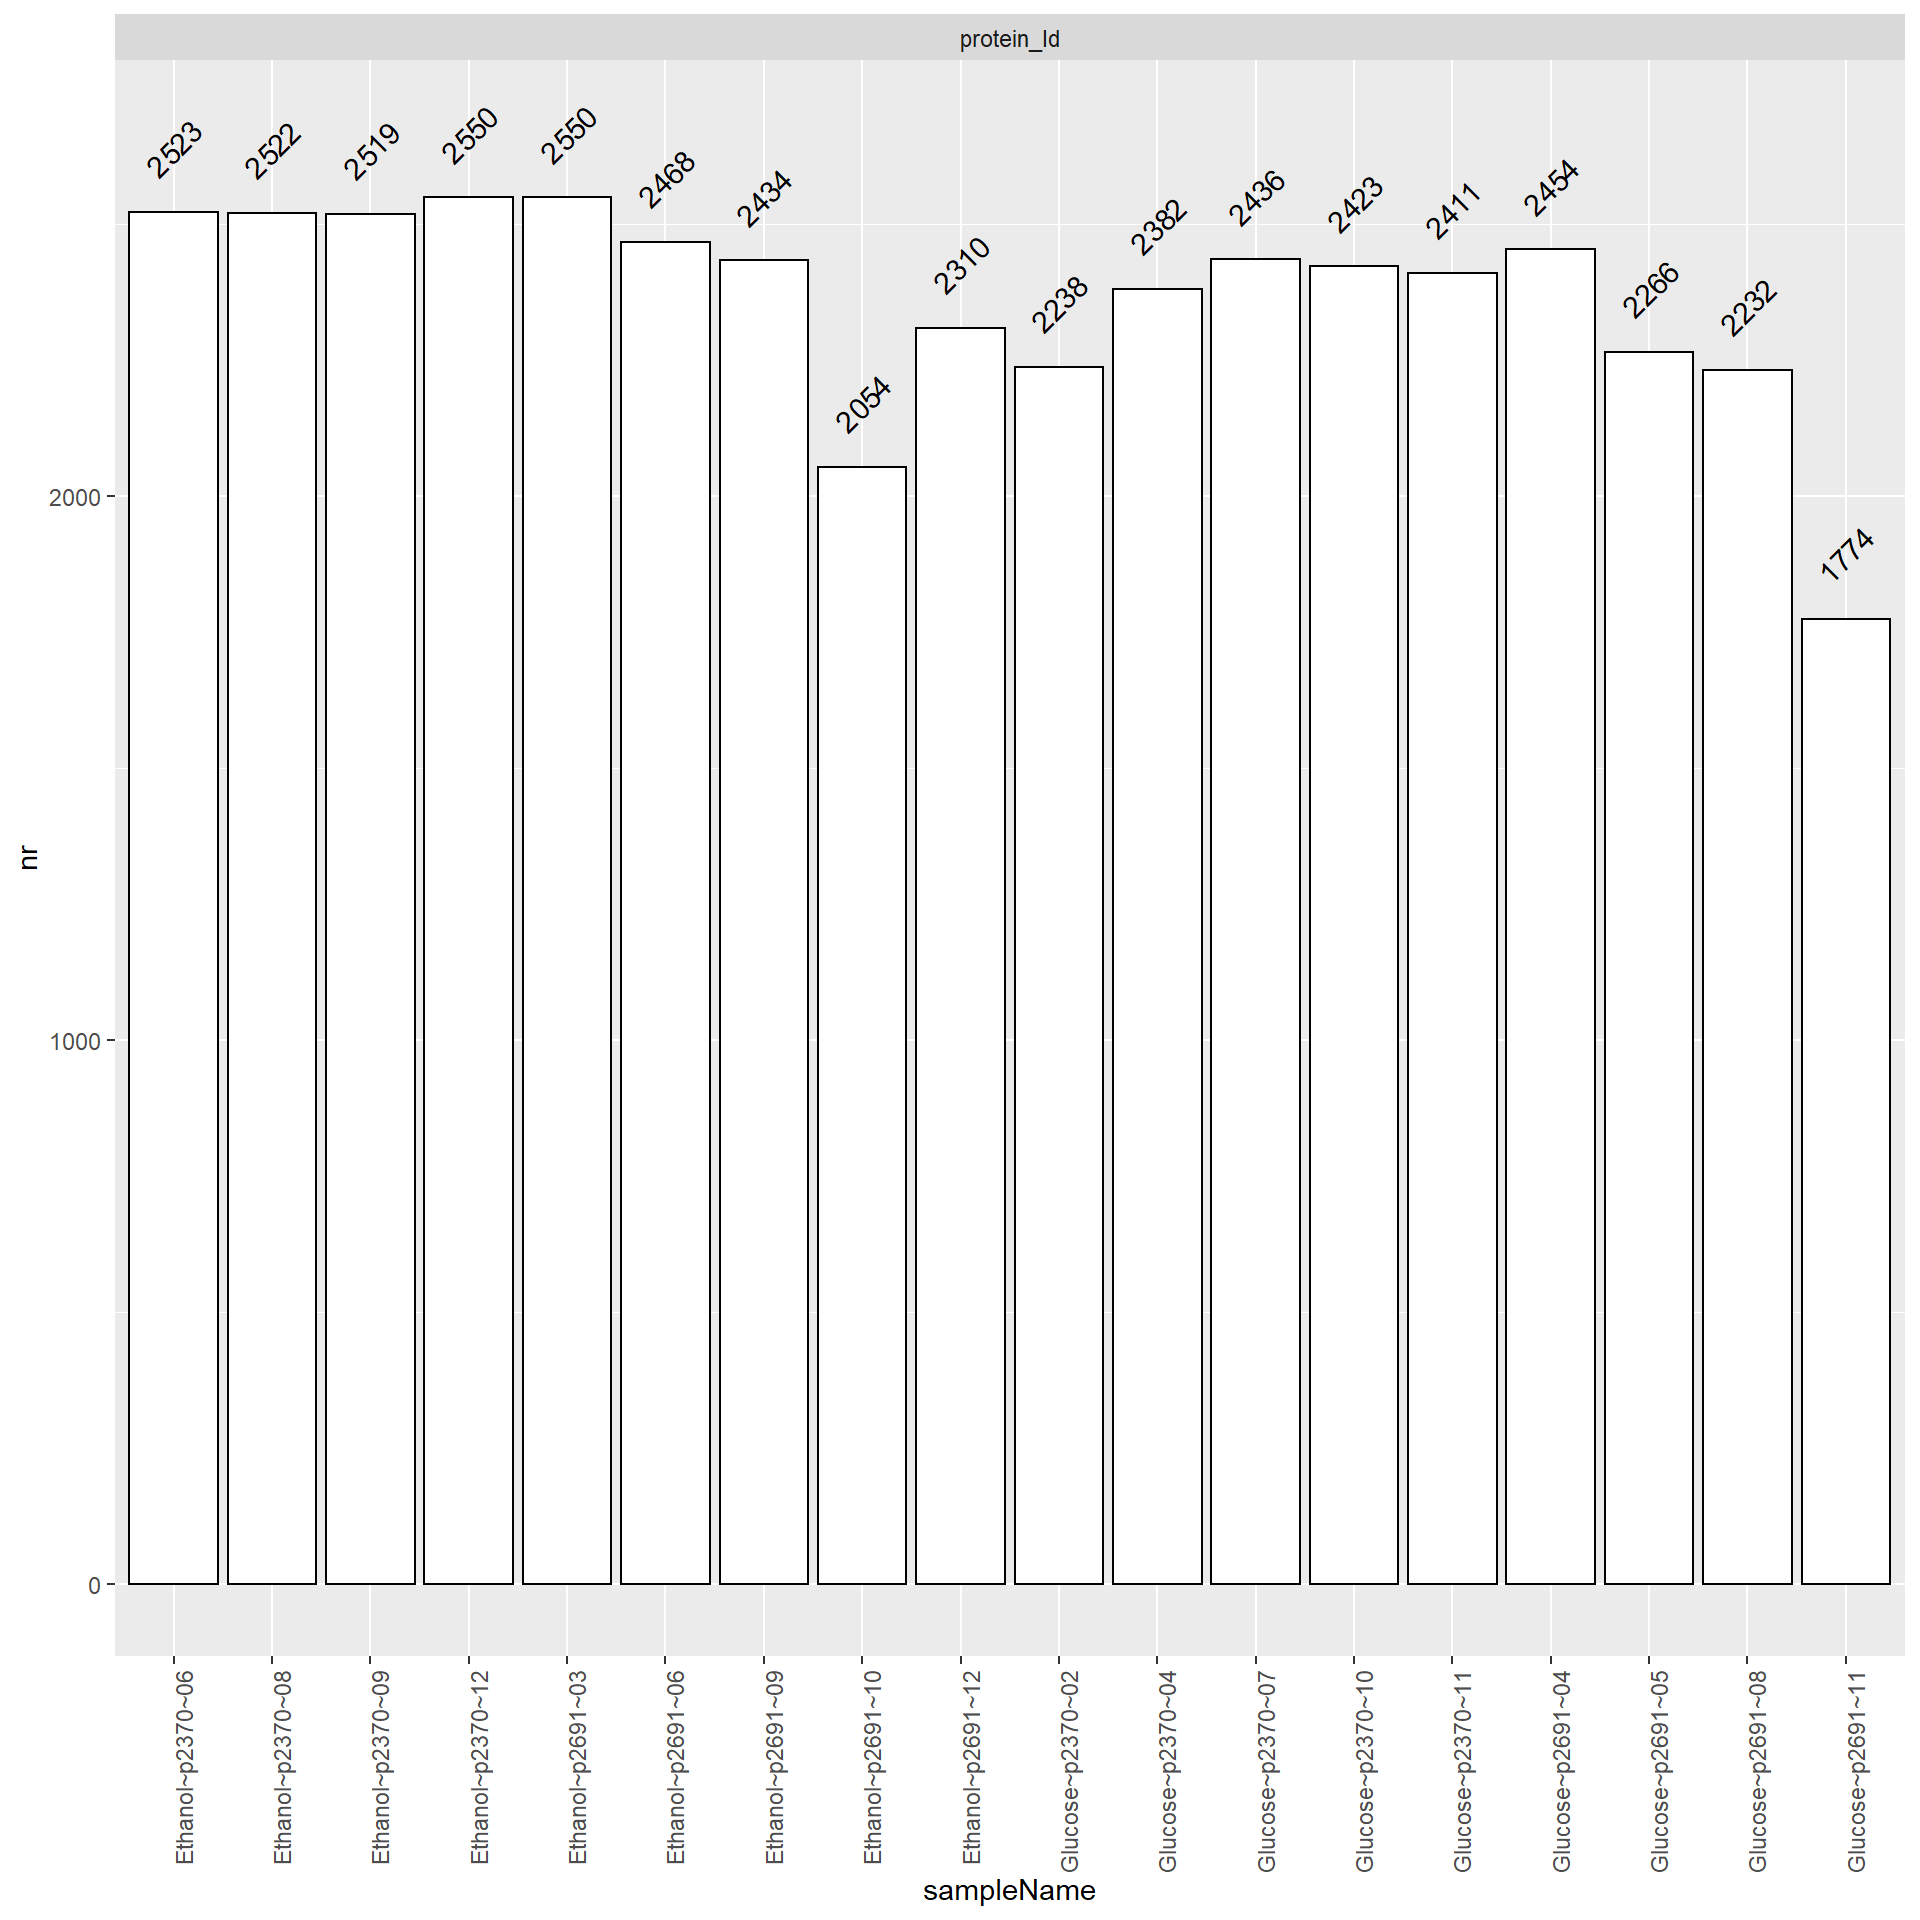 protein_Id
2523
2522
2519
2550
2550
2468
2434
2054
2310
2238
2382
2436
2423
2411
2454
2266
2232
1774
nr
2000
1000
0
Ethanol~p2370~06
Ethanol~p2370~08
Ethanol~p2370~09
Ethanol~p2370~12
Ethanol~p2691~03
Ethanol~p2691~06
Ethanol~p2691~09
Ethanol~p2691~10
Ethanol~p2691~12
Glucose~p2370~02
Glucose~p2370~04
Glucose~p2370~07
Glucose~p2370~10
Glucose~p2370~11
Glucose~p2691~04
Glucose~p2691~05
Glucose~p2691~08
Glucose~p2691~11
sampleName